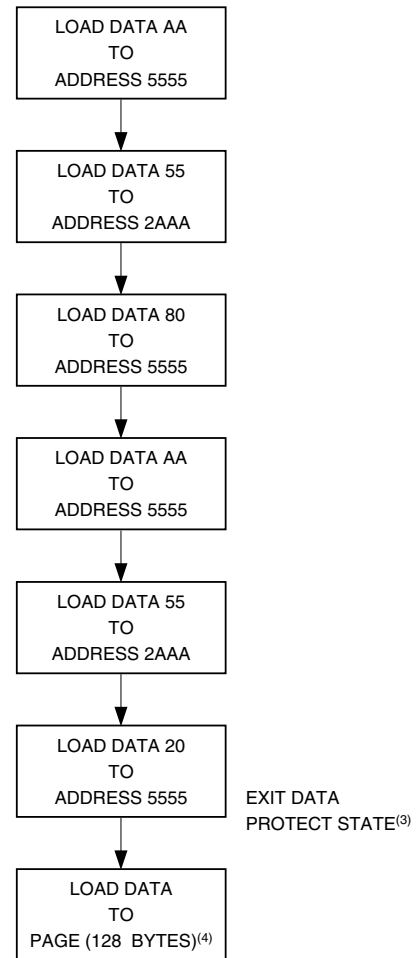 LOAD DATA AA
TO
ADDRESS 5555
LOAD DATA 55
TO
ADDRESS 2AAA
LOAD DATA 80
TO
ADDRESS 5555
LOAD DATA AA
TO
ADDRESS 5555
LOAD DATA 55
TO
ADDRESS 2AAA
LOAD DATA 20
TO
ADDRESS 5555
EXIT DATA
PROTECT STATE(3)
LOAD DATA
TO
PAGE (128 BYTES)(4)